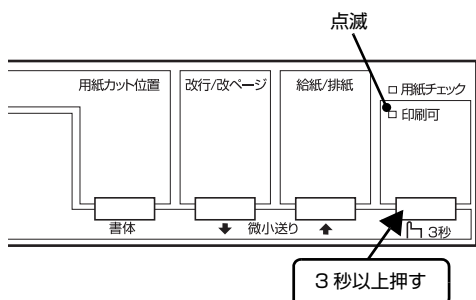 点滅
用紙カット位置
改行/改ページ
給紙/排紙
用紙チェック
印刷可
書体
微小送り
3秒
3秒以上押す